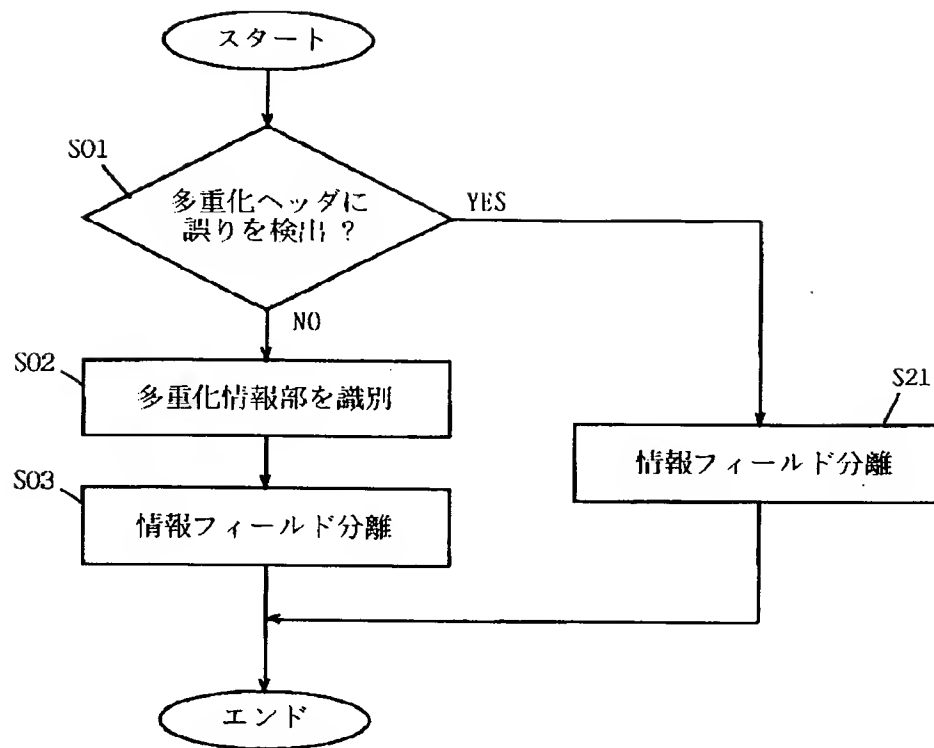 スタート
S01
多重化ヘッダに
誤りを検出？
YES
NO
S02
多重化情報部を識別
S21
情報フィールド分離
S03
情報フィールド分離
エンド